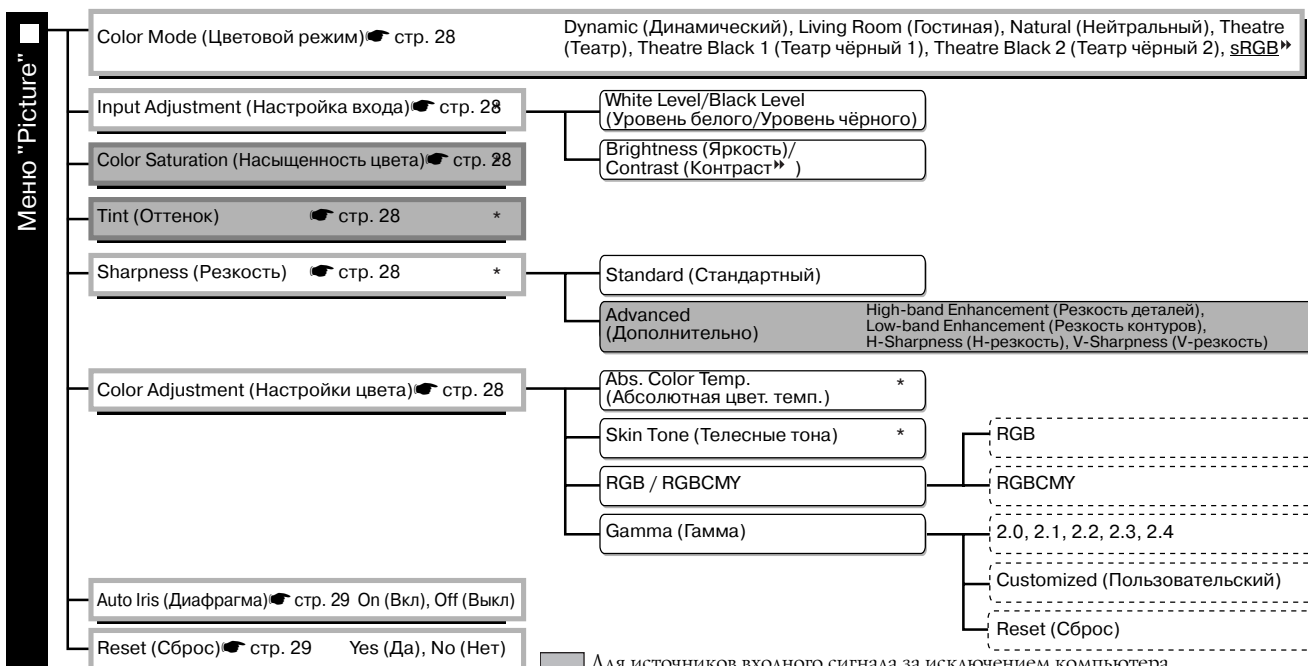 Меню "Picture"
Color Mode (Цветовой режим)☛ стр. 28
Dynamic (Динамический), Living Room (Гостиная), Natural (Нейтральный), Theatre
(Театр), Theatre Black 1 (Театр чёрный 1), Theatre Black 2 (Театр чёрный 2), sRGB
Input Adjustment (Настройка входа)☛ стр. 28 *
White Level/Black Level
(Уровень белого/Уровень чёрного)
Brightness (Яркость)/
Contrast (Контраст )
Color Saturation (Насыщенность цвета)☛ стр. 28 *
Tint (Оттенок) ☛ стр. 28 *
Sharpness (Резкость) ☛ стр. 28 *
Standard (Стандартный)
Advanced
(Дополнительно)
High-band Enhancement (Резкость деталей),
Low-band Enhancement (Резкость контуров),
H-Sharpness (H-резкость), V-Sharpness (V-резкость)
Color Adjustment (Настройки цвета)☛ стр. 28
Abs. Color Temp. *
(Абсолютная цвет. темп.)
Skin Tone (Телесные тона) *
RGB / RGBCMY
RGB
RGBCMY
Gamma (Гамма)
2.0, 2.1, 2.2, 2.3, 2.4
Customized (Пользовательский)
Reset (Сброс)
Auto Iris (Диафрагма)☛ стр. 29 On (Вкл), Off (Выкл)
Reset (Сброс)☛ стр. 29 Yes (Да), No (Нет)
Для источников входного сигнала за исключением компьютера